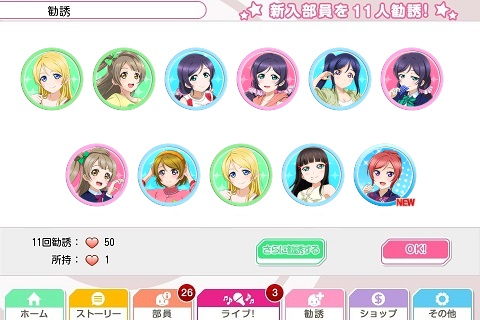 勧誘
新入部員を11人勧誘!
NEW
11回勧誘: 50
所持: 1
さらに勧誘する
OK!
26
3
ホーム
ストーリー
部員
ライブ!
勧誘
ショップ
その他